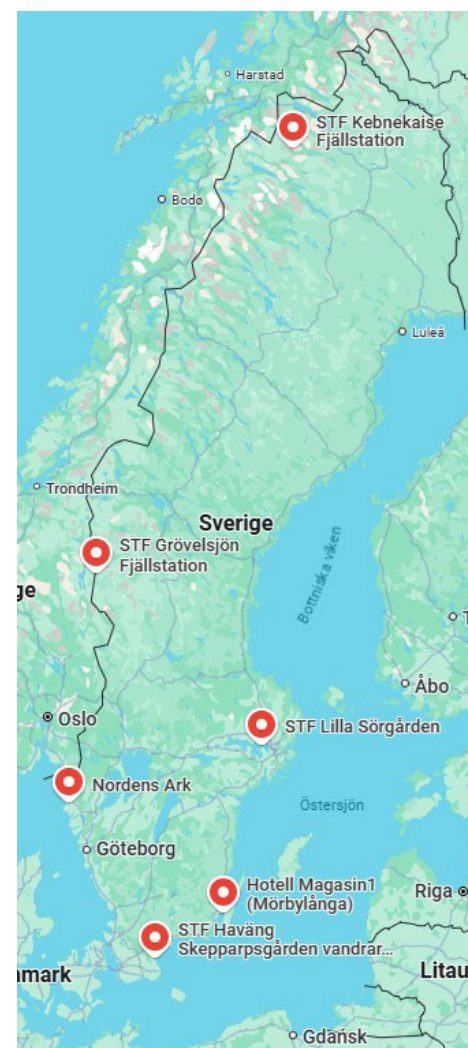 Harstad
STF Kebnekaise
Fjällstation
Bodø
Luleå
Trondheim
Sverige
STF Grövelsjön
Fjällstation
ge
Bottniska viken
T
Åbo
Oslo
STF Lilla Sörgården
Nordens Ark
Östersjön
Göteborg
Hotell Magasin1
(Mörbylånga)
Riga
STF Haväng
Skepparpsgården vandrar...
nmark
Litau
Gdańsk